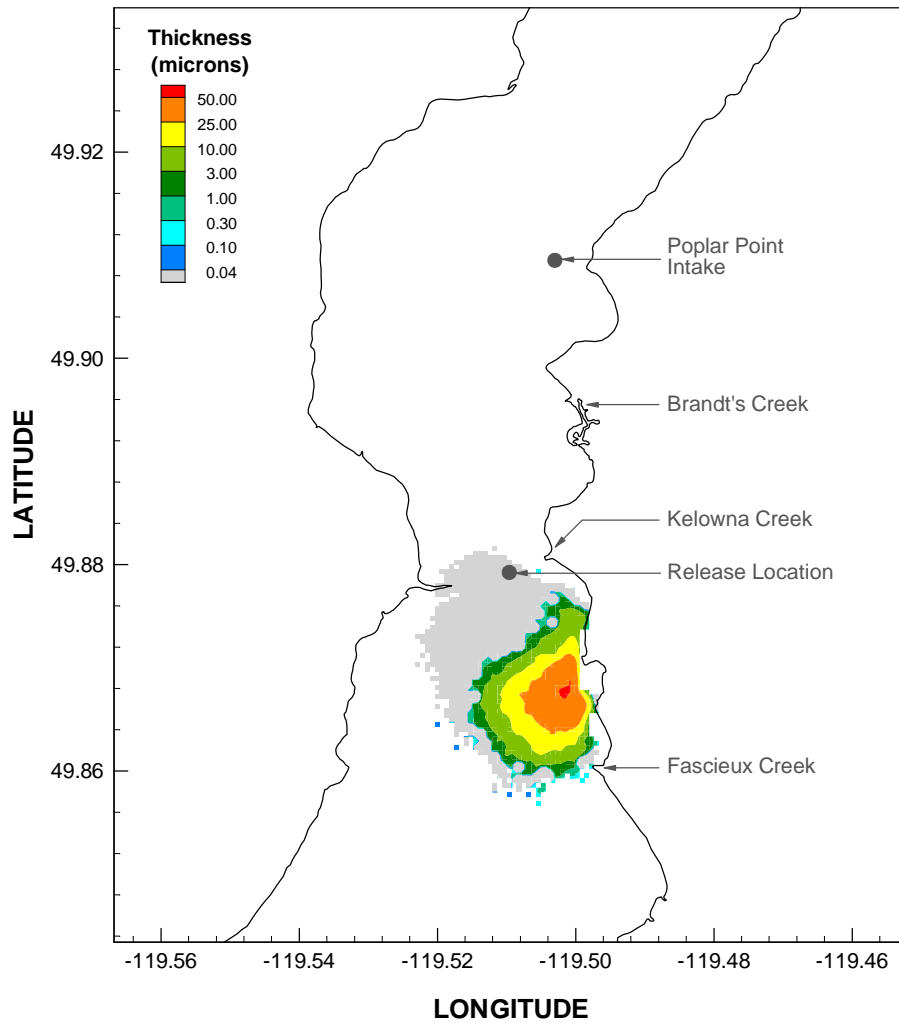 Thickness
(microns)
50.00
25.00
10.00
3.00
1.00
0.30
0.10
0.04
49.92
49.90
49.88
49.86
LATITUDE
Poplar Point
Intake
Brandt's Creek
Kelowna Creek
Release Location
Fascieux Creek
-119.56
-119.54
-119.52
-119.50
-119.48
-119.46
LONGITUDE